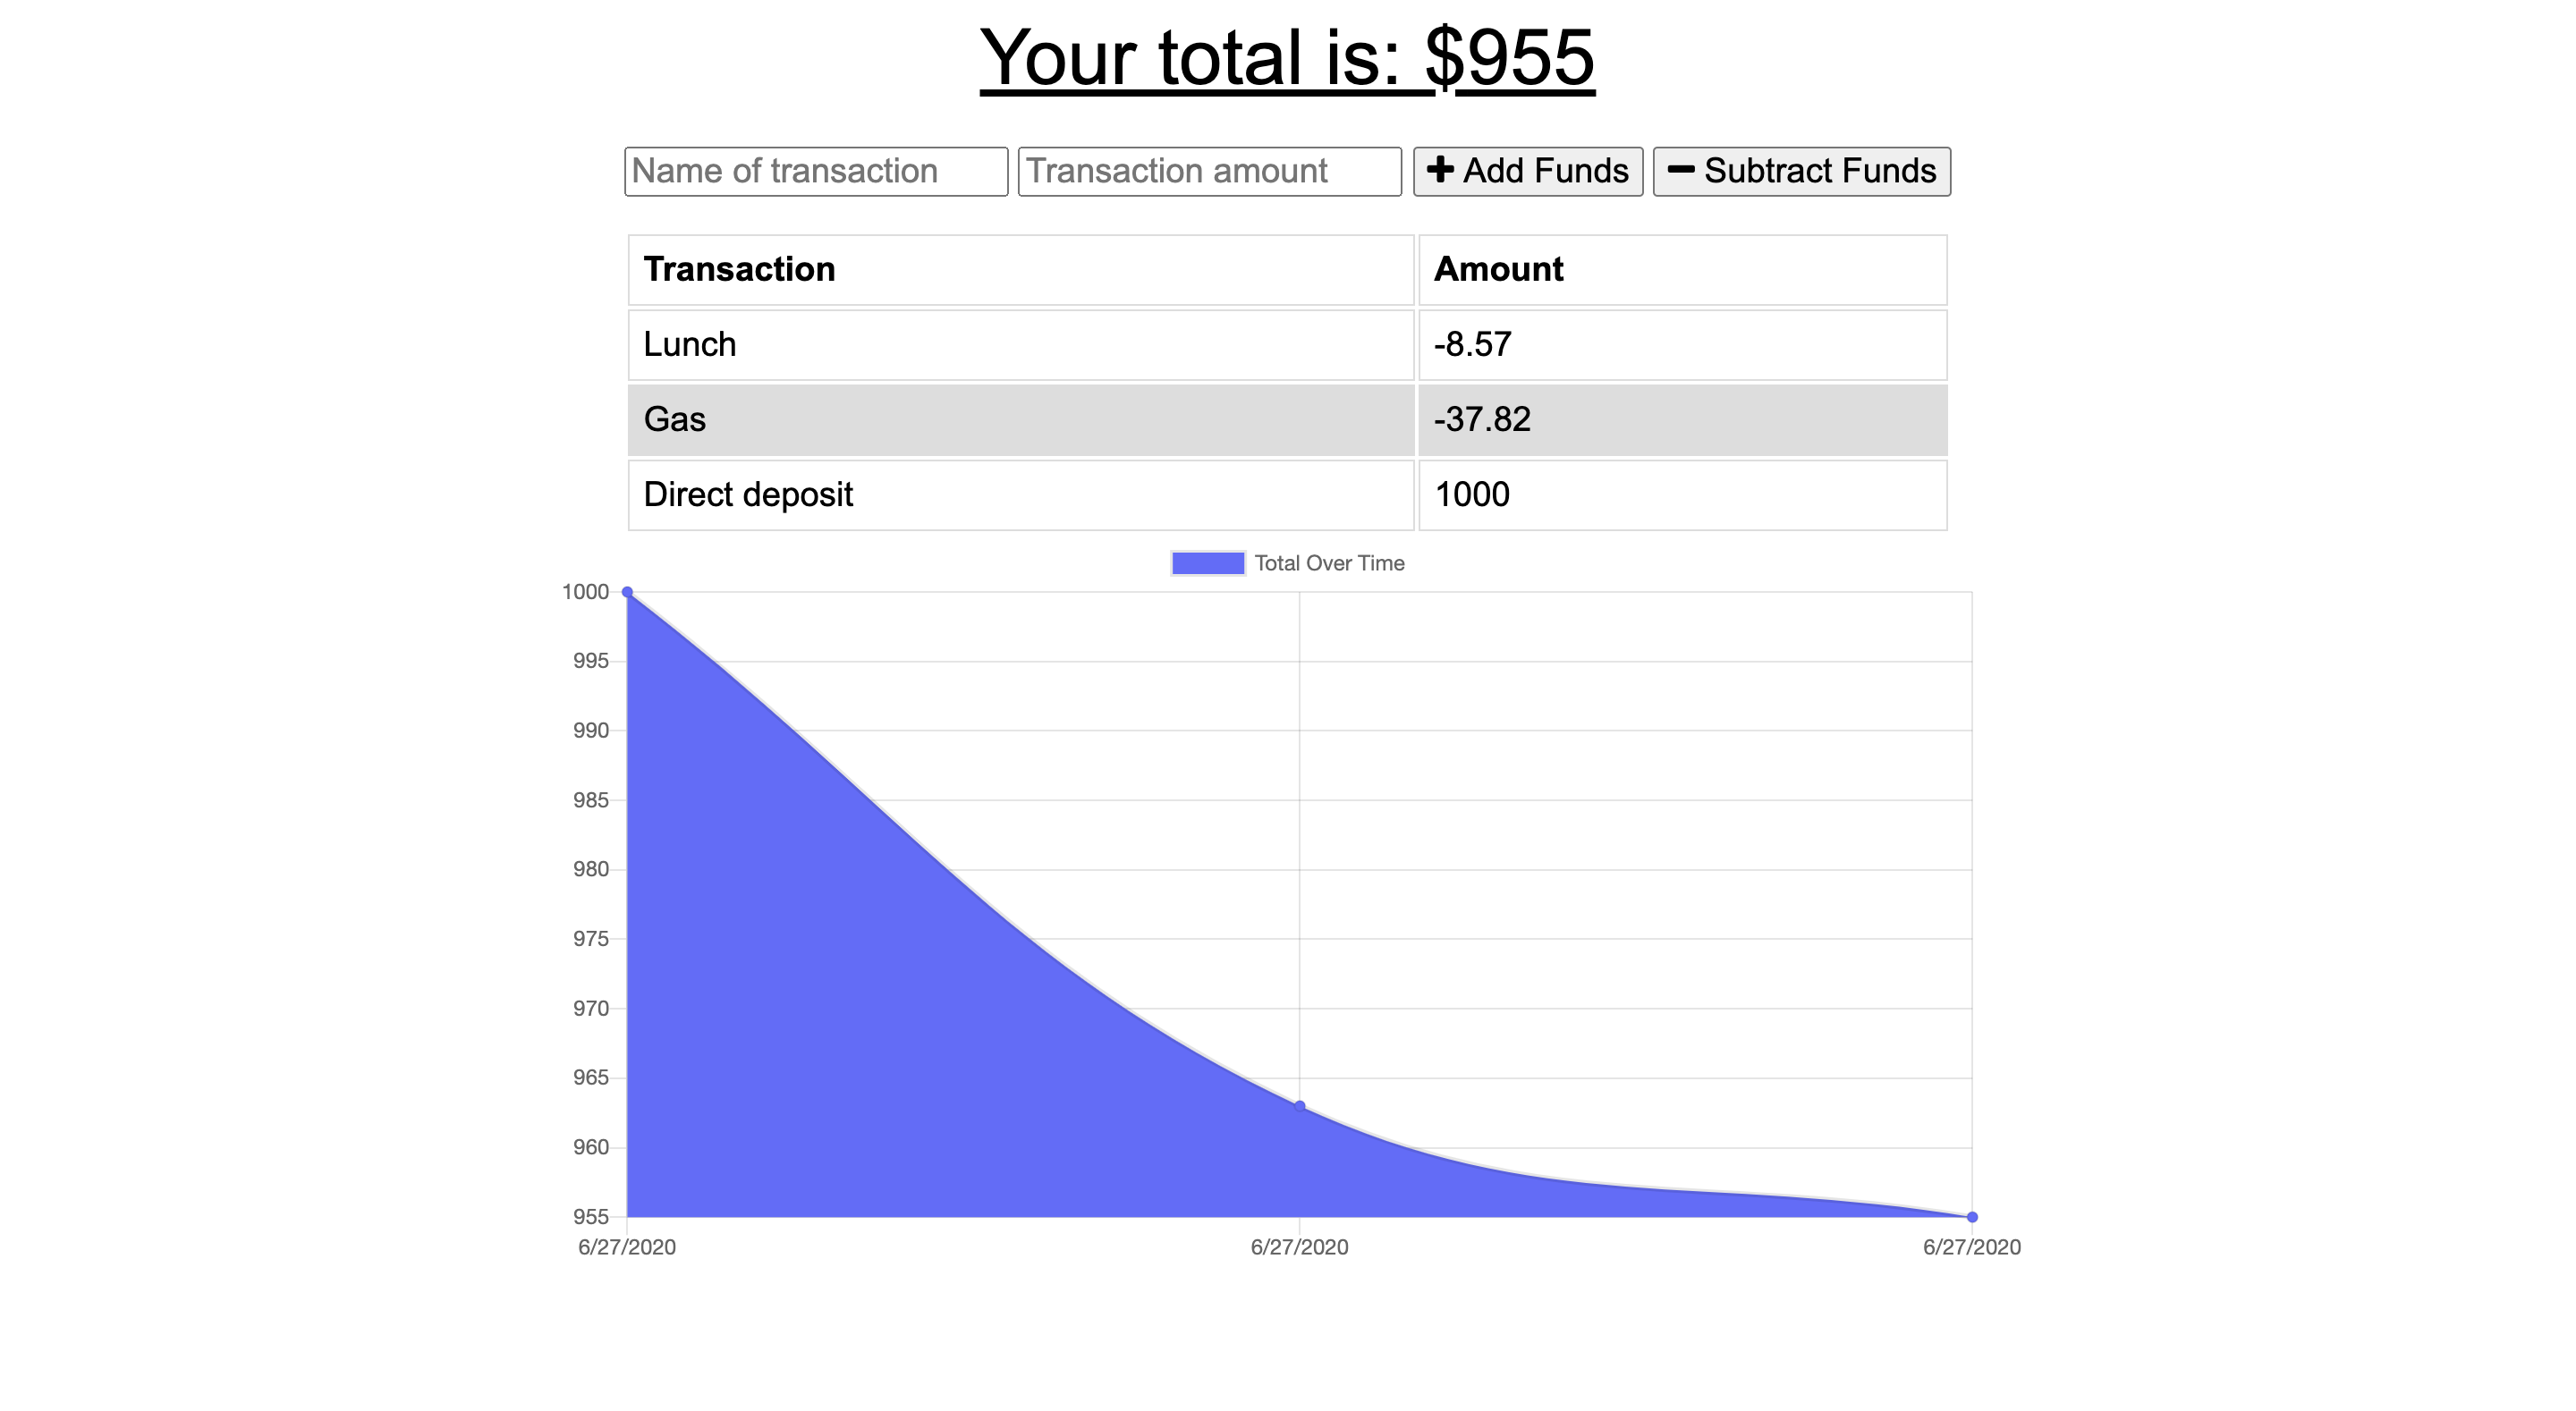 Your total is: $955
Name of transaction Transaction amount Add Funds Subtract Funds
Transaction Amount
Lunch -8.57
Gas -37.82
Direct deposit 1000
Total Over Time
1000
995
990
985
980
975
970
965
960
955
6/27/2020 6/27/2020 6/27/2020